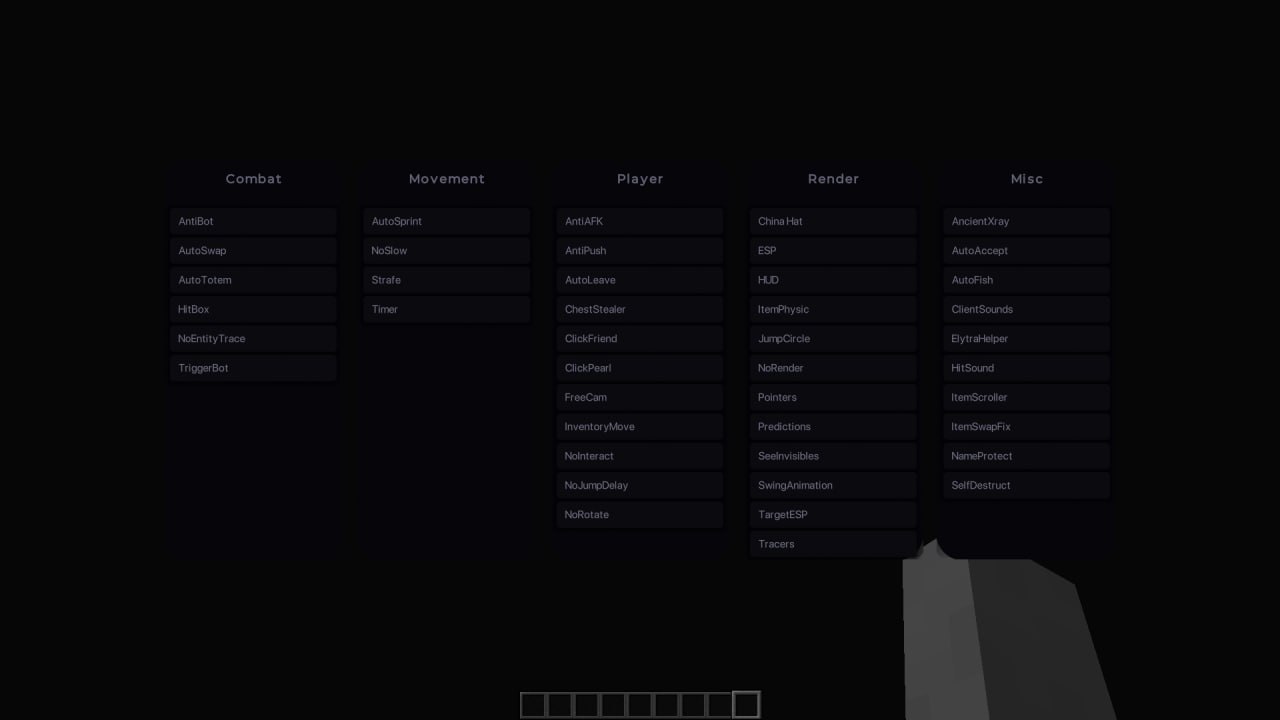 Combat
AntiBot
AutoSwap
AutoTotem
HitBox
NoEntityTrace
TriggerBot
Movement
AutoSprint
NoSlow
Strafe
Timer
Player
AntiAFK
AntiPush
AutoLeave
ChestStealer
ClickFriend
ClickPearl
FreeCam
InventoryMove
NoInteract
NoJumpDelay
NoRotate
Render
China Hat
ESP
HUD
ItemPhysic
JumpCircle
NoRender
Pointers
Predictions
SeeInvisibles
SwingAnimation
TargetESP
Tracers
Misc
AncientXray
AutoAccept
AutoFish
ClientSounds
ElytraHelper
HitSound
ItemScroller
ItemSwapFix
NameProtect
SelfDestruct